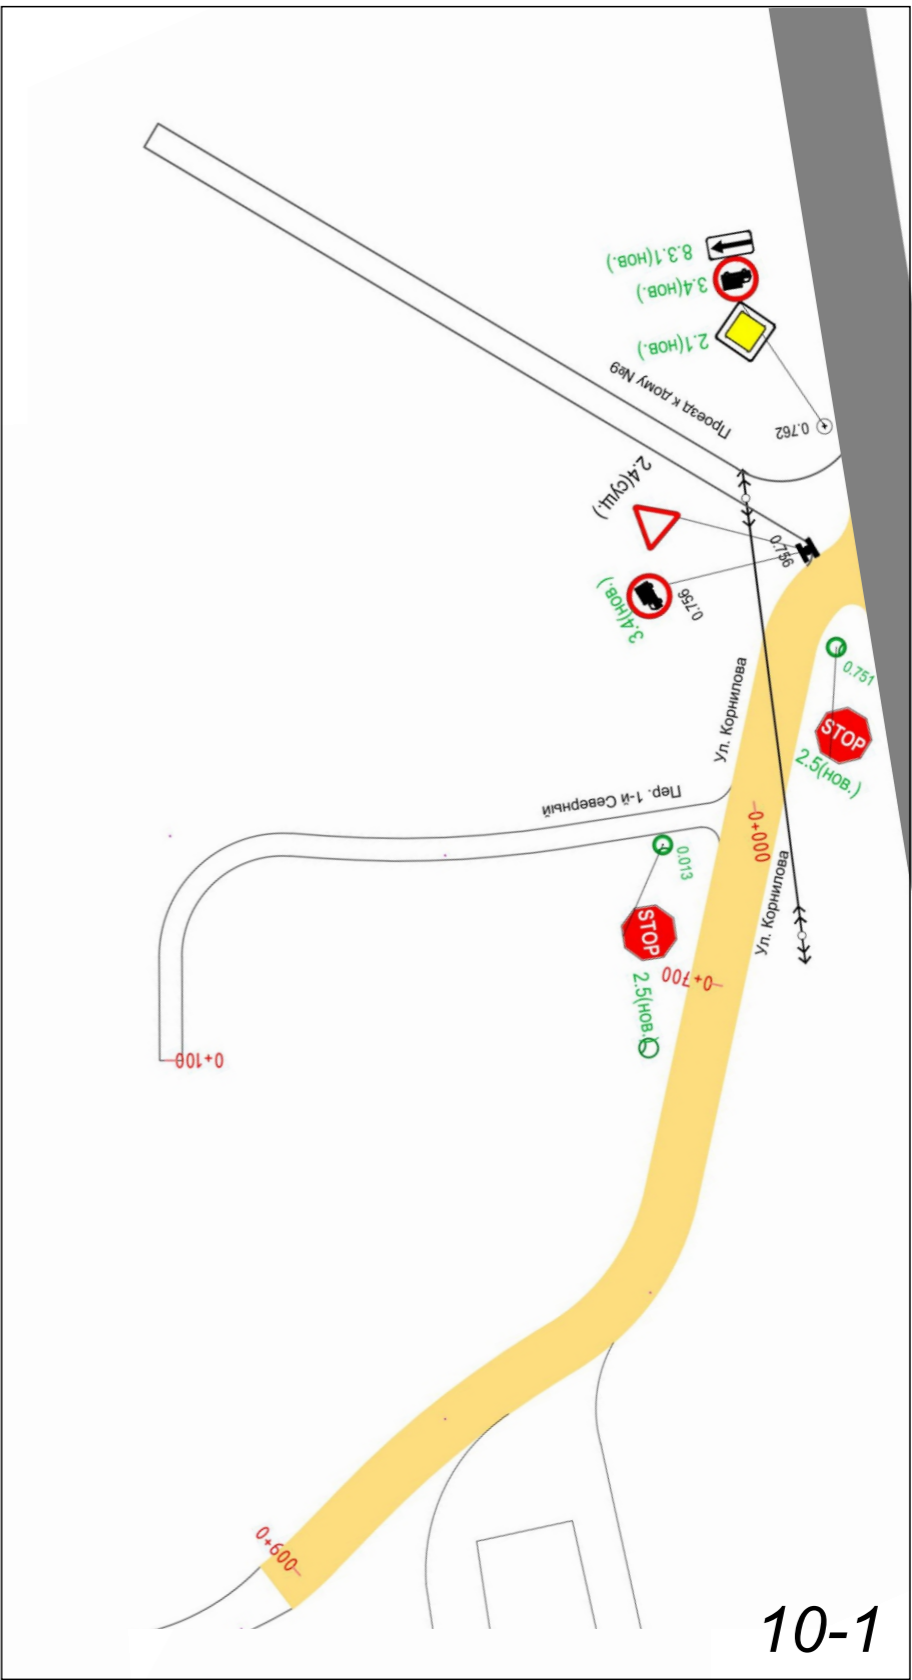 8.3.1(нов.)
3.4(нов.)
2.1(нов.)
Проезд к дому №9
0.762
2.4(сущ.)
0.756
3.4(нов.)
0.756
Ул. Корнилова
0.751
STOP
2.5(нов.)
Пер. 1-й Северный
0+000
0.013
Ул. Корнилова
STOP
0+700
2.5(нов.)
0+100
0+600
10-1